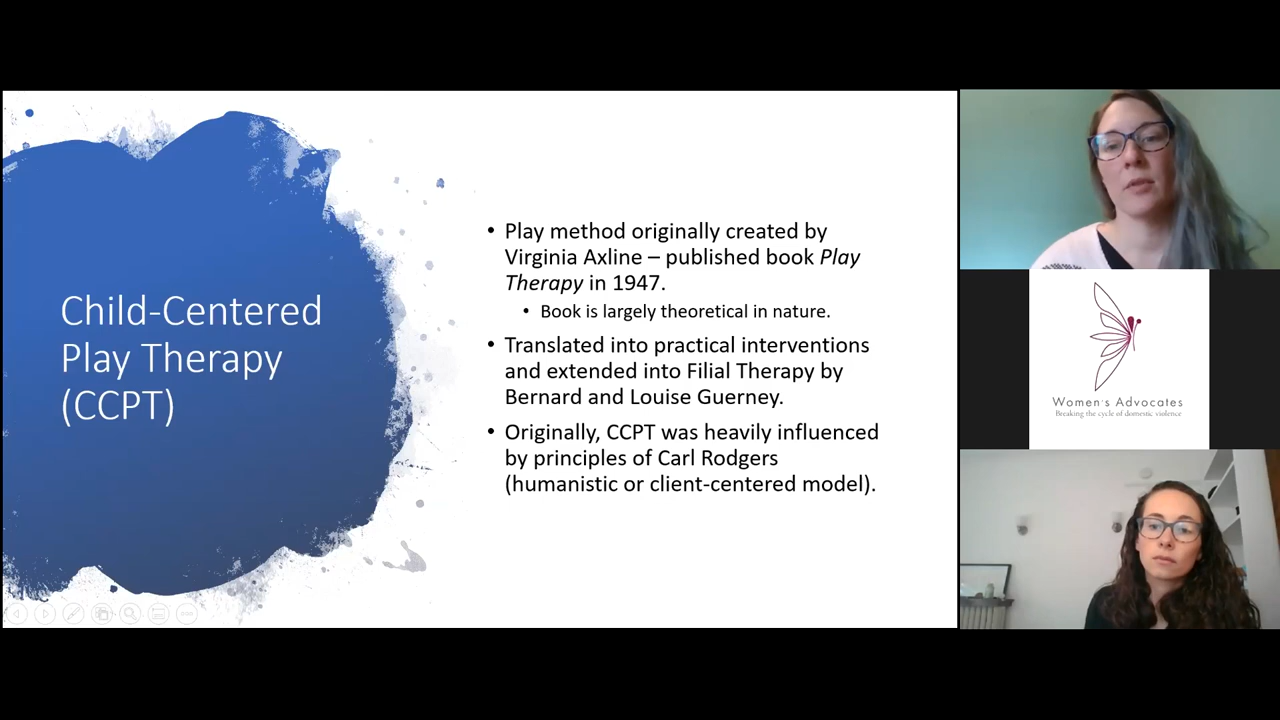 Child-Centered
Play Therapy
(CCPT)
• Play method originally created by
Virginia Axline – published book Play
Therapy in 1947.
• Book is largely theoretical in nature.
• Translated into practical interventions
and extended into Filial Therapy by
Bernard and Louise Guerney.
• Originally, CCPT was heavily influenced
by principles of Carl Rodgers
(humanistic or client-centered model).
Women's Advocates
Breaking the cycle of domestic violence